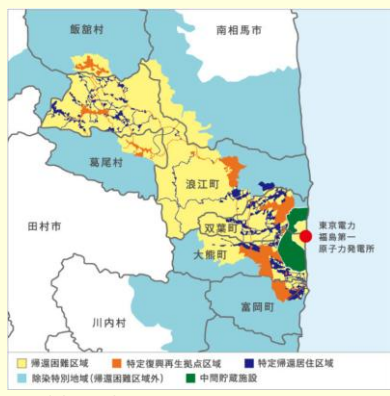 飯舘村
南相馬市
葛尾村
浪江町
田村市
双葉町
大熊町
東京電力
福島第一
原子力発電所
川内村
富岡町
帰還困難区域 特定復興再生拠点区域 特定帰還居住区域
除染特別地域(帰還困難区域外) 中間貯蔵施設